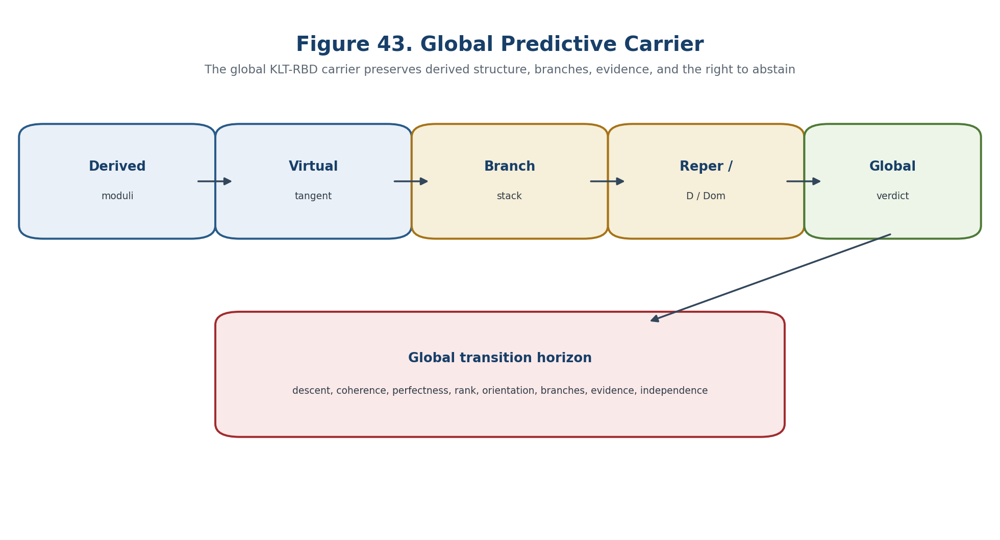 Figure 43. Global Predictive Carrier
The global KLT-RBD carrier preserves derived structure, branches, evidence, and the right to abstain
Derived
moduli
Virtual
tangent
Branch
stack
Reper /
D / Dom
Global
verdict
Global transition horizon
descent, coherence, perfectness, rank, orientation, branches, evidence, independence